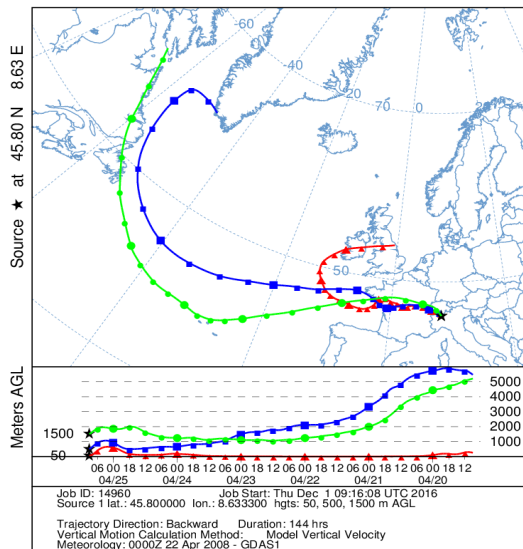 Source ★ at 45.80 N 8.63 E
60
40
20
70
0
50
Meters AGL
1500
50
5000
4000
3000
2000
1000
06 00 18 12 06 00 18 12 06 00 18 12 06 00 18 12 06 00 18 12 06 00 18 12
04/25 04/24 04/23 04/22 04/21 04/20
Job ID: 14960 Job Start: Thu Dec 1 09:16:08 UTC 2016
Source 1 lat.: 45.800000 lon.: 8.633300 hgts: 50, 500, 1500 m AGL
Trajectory Direction: Backward Duration: 144 hrs
Vertical Motion Calculation Method: Model Vertical Velocity
Meteorology: 0000Z 22 Apr 2008 - GDAS1